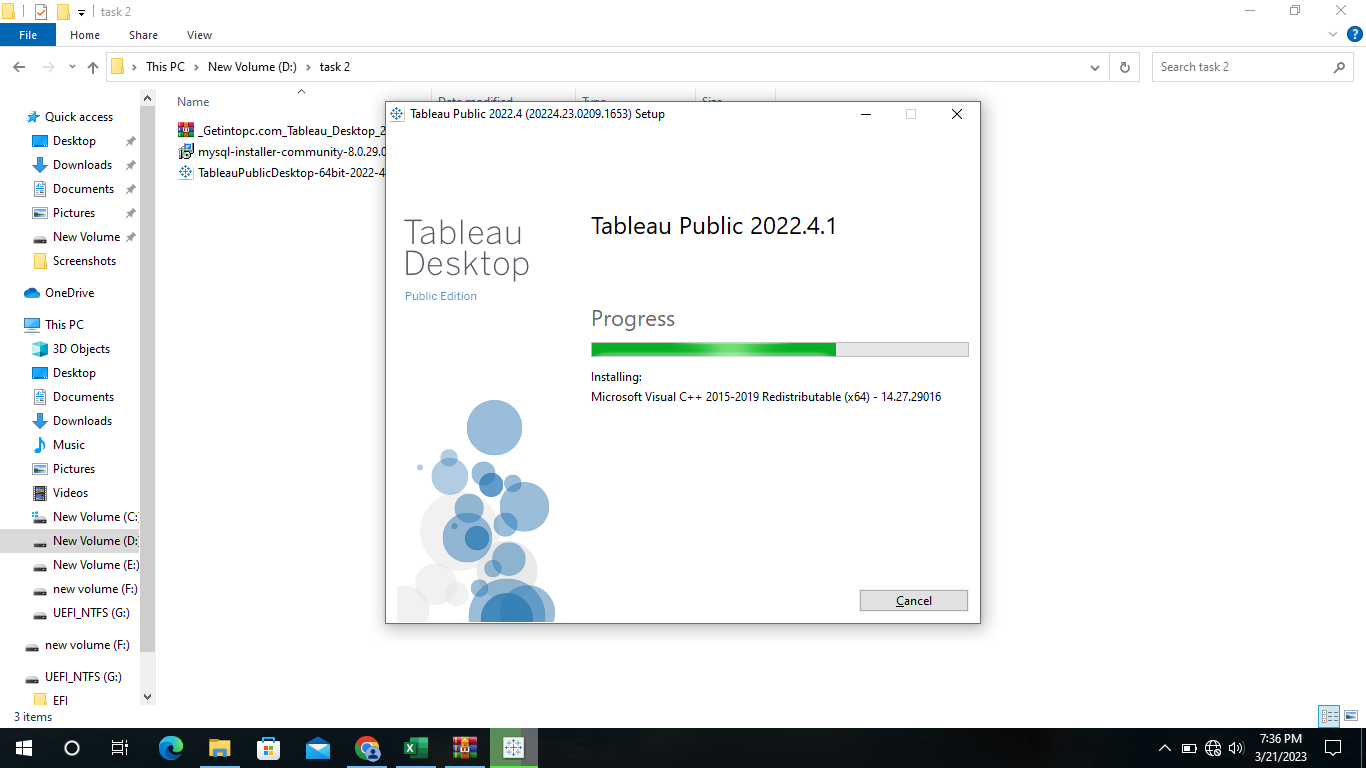 task 2
File Home Share View
This PC New Volume (D:) task 2 Search task 2
Name Date modified Type Size
_Getintopc.com_Tableau_Desktop_2
mysql-installer-community-8.0.29.0
TableauPublicDesktop-64bit-2022-4
Quick access
Desktop
Downloads
Documents
Pictures
New Volume
Screenshots
OneDrive
This PC
3D Objects
Desktop
Documents
Downloads
Music
Pictures
Videos
New Volume (C:
New Volume (D:
New Volume (E:)
new volume (F:)
UEFI_NTFS (G:)
new volume (F:)
UEFI_NTFS (G:)
EFI
3 items
Tableau Public 2022.4 (20224.23.0209.1653) Setup
Tableau
Desktop
Public Edition
Tableau Public 2022.4.1
Progress
Installing:
Microsoft Visual C++ 2015-2019 Redistributable (x64) - 14.27.29016
Cancel
7:36 PM
3/21/2023